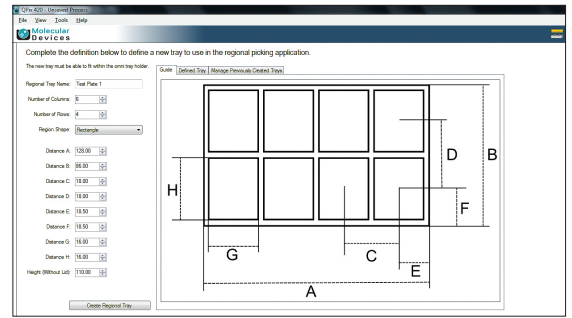 QPix 420 - Unsaved Process
File View Tools Help
Molecular
Devices
Complete the definition below to define a new tray to use in the regional picking application.
The new tray must be able to fit within the omni tray holder.
Guide Defined Tray Manage Previously Created Trays
Regional Tray Name: Test Plate 1
Number of Columns: 6
Number of Rows: 4
Region Shape: Rectangle
Distance A: 128.00
Distance B: 86.00
Distance C: 18.00
Distance D: 18.00
Distance E: 18.50
Distance F: 18.50
Distance G: 16.00
Distance H: 16.00
Height (Without Lid): 110.00
Create Regional Tray
D
B
H
F
G
C
E
A